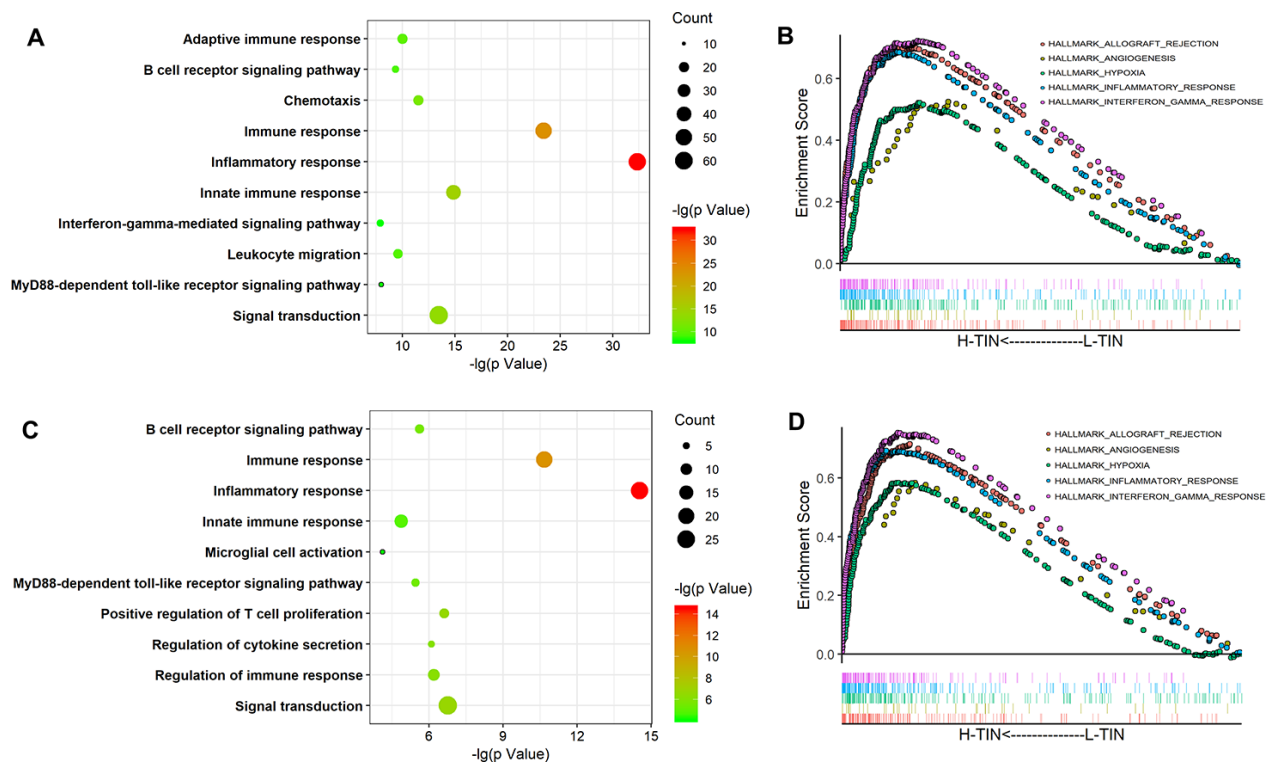 A
Adaptive immune response
B cell receptor signaling pathway
Chemotaxis
Immune response
Inflammatory response
Innate immune response
Interferon-gamma-mediated signaling pathway
Leukocyte migration
MyD88-dependent toll-like receptor signaling pathway
Signal transduction
10 15 20 25 30
-lg(p Value)
Count
10
20
30
40
50
60
-lg(p Value)
30
25
20
15
10
B
Enrichment Score
0.6
0.4
0.2
0.0
HALLMARK_ALLOGRAFT_REJECTION
HALLMARK_ANGIOGENESIS
HALLMARK_HYPOXIA
HALLMARK_INFLAMMATORY_RESPONSE
HALLMARK_INTERFERON_GAMMA_RESPONSE
H-TIN<---------------L-TIN
C
B cell receptor signaling pathway
Immune response
Inflammatory response
Innate immune response
Microglial cell activation
MyD88-dependent toll-like receptor signaling pathway
Positive regulation of T cell proliferation
Regulation of cytokine secretion
Regulation of immune response
Signal transduction
6 9 12 15
-lg(p Value)
Count
5
10
15
20
25
-lg(p Value)
14
12
10
8
6
D
Enrichment Score
0.6
0.4
0.2
0.0
HALLMARK_ALLOGRAFT_REJECTION
HALLMARK_ANGIOGENESIS
HALLMARK_HYPOXIA
HALLMARK_INFLAMMATORY_RESPONSE
HALLMARK_INTERFERON_GAMMA_RESPONSE
H-TIN<---------------L-TIN